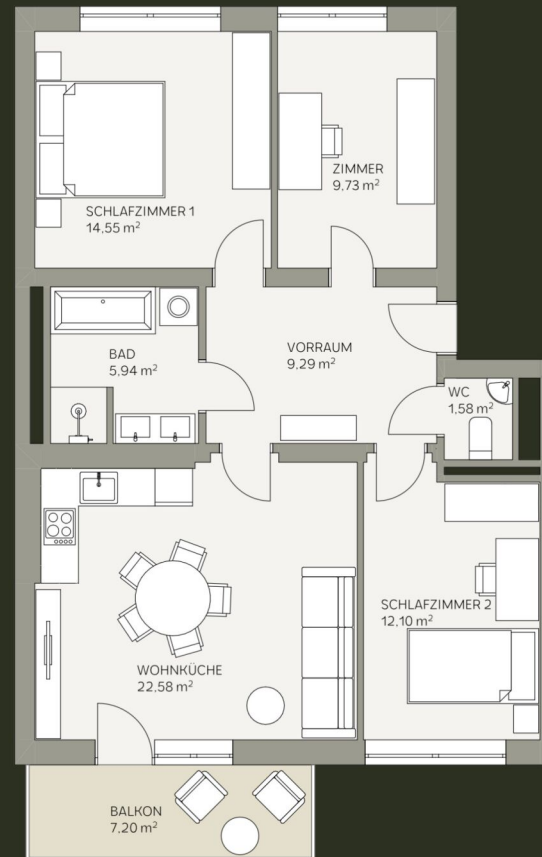 ZIMMER
9,73 m²
SCHLAFZIMMER 1
14,55 m²
VORRAUM
9,29 m²
BAD
5,94 m²
WC
1,58 m²
SCHLAFZIMMER 2
12,10 m²
WOHNKÜCHE
22,58 m²
BALKON
7,20 m²